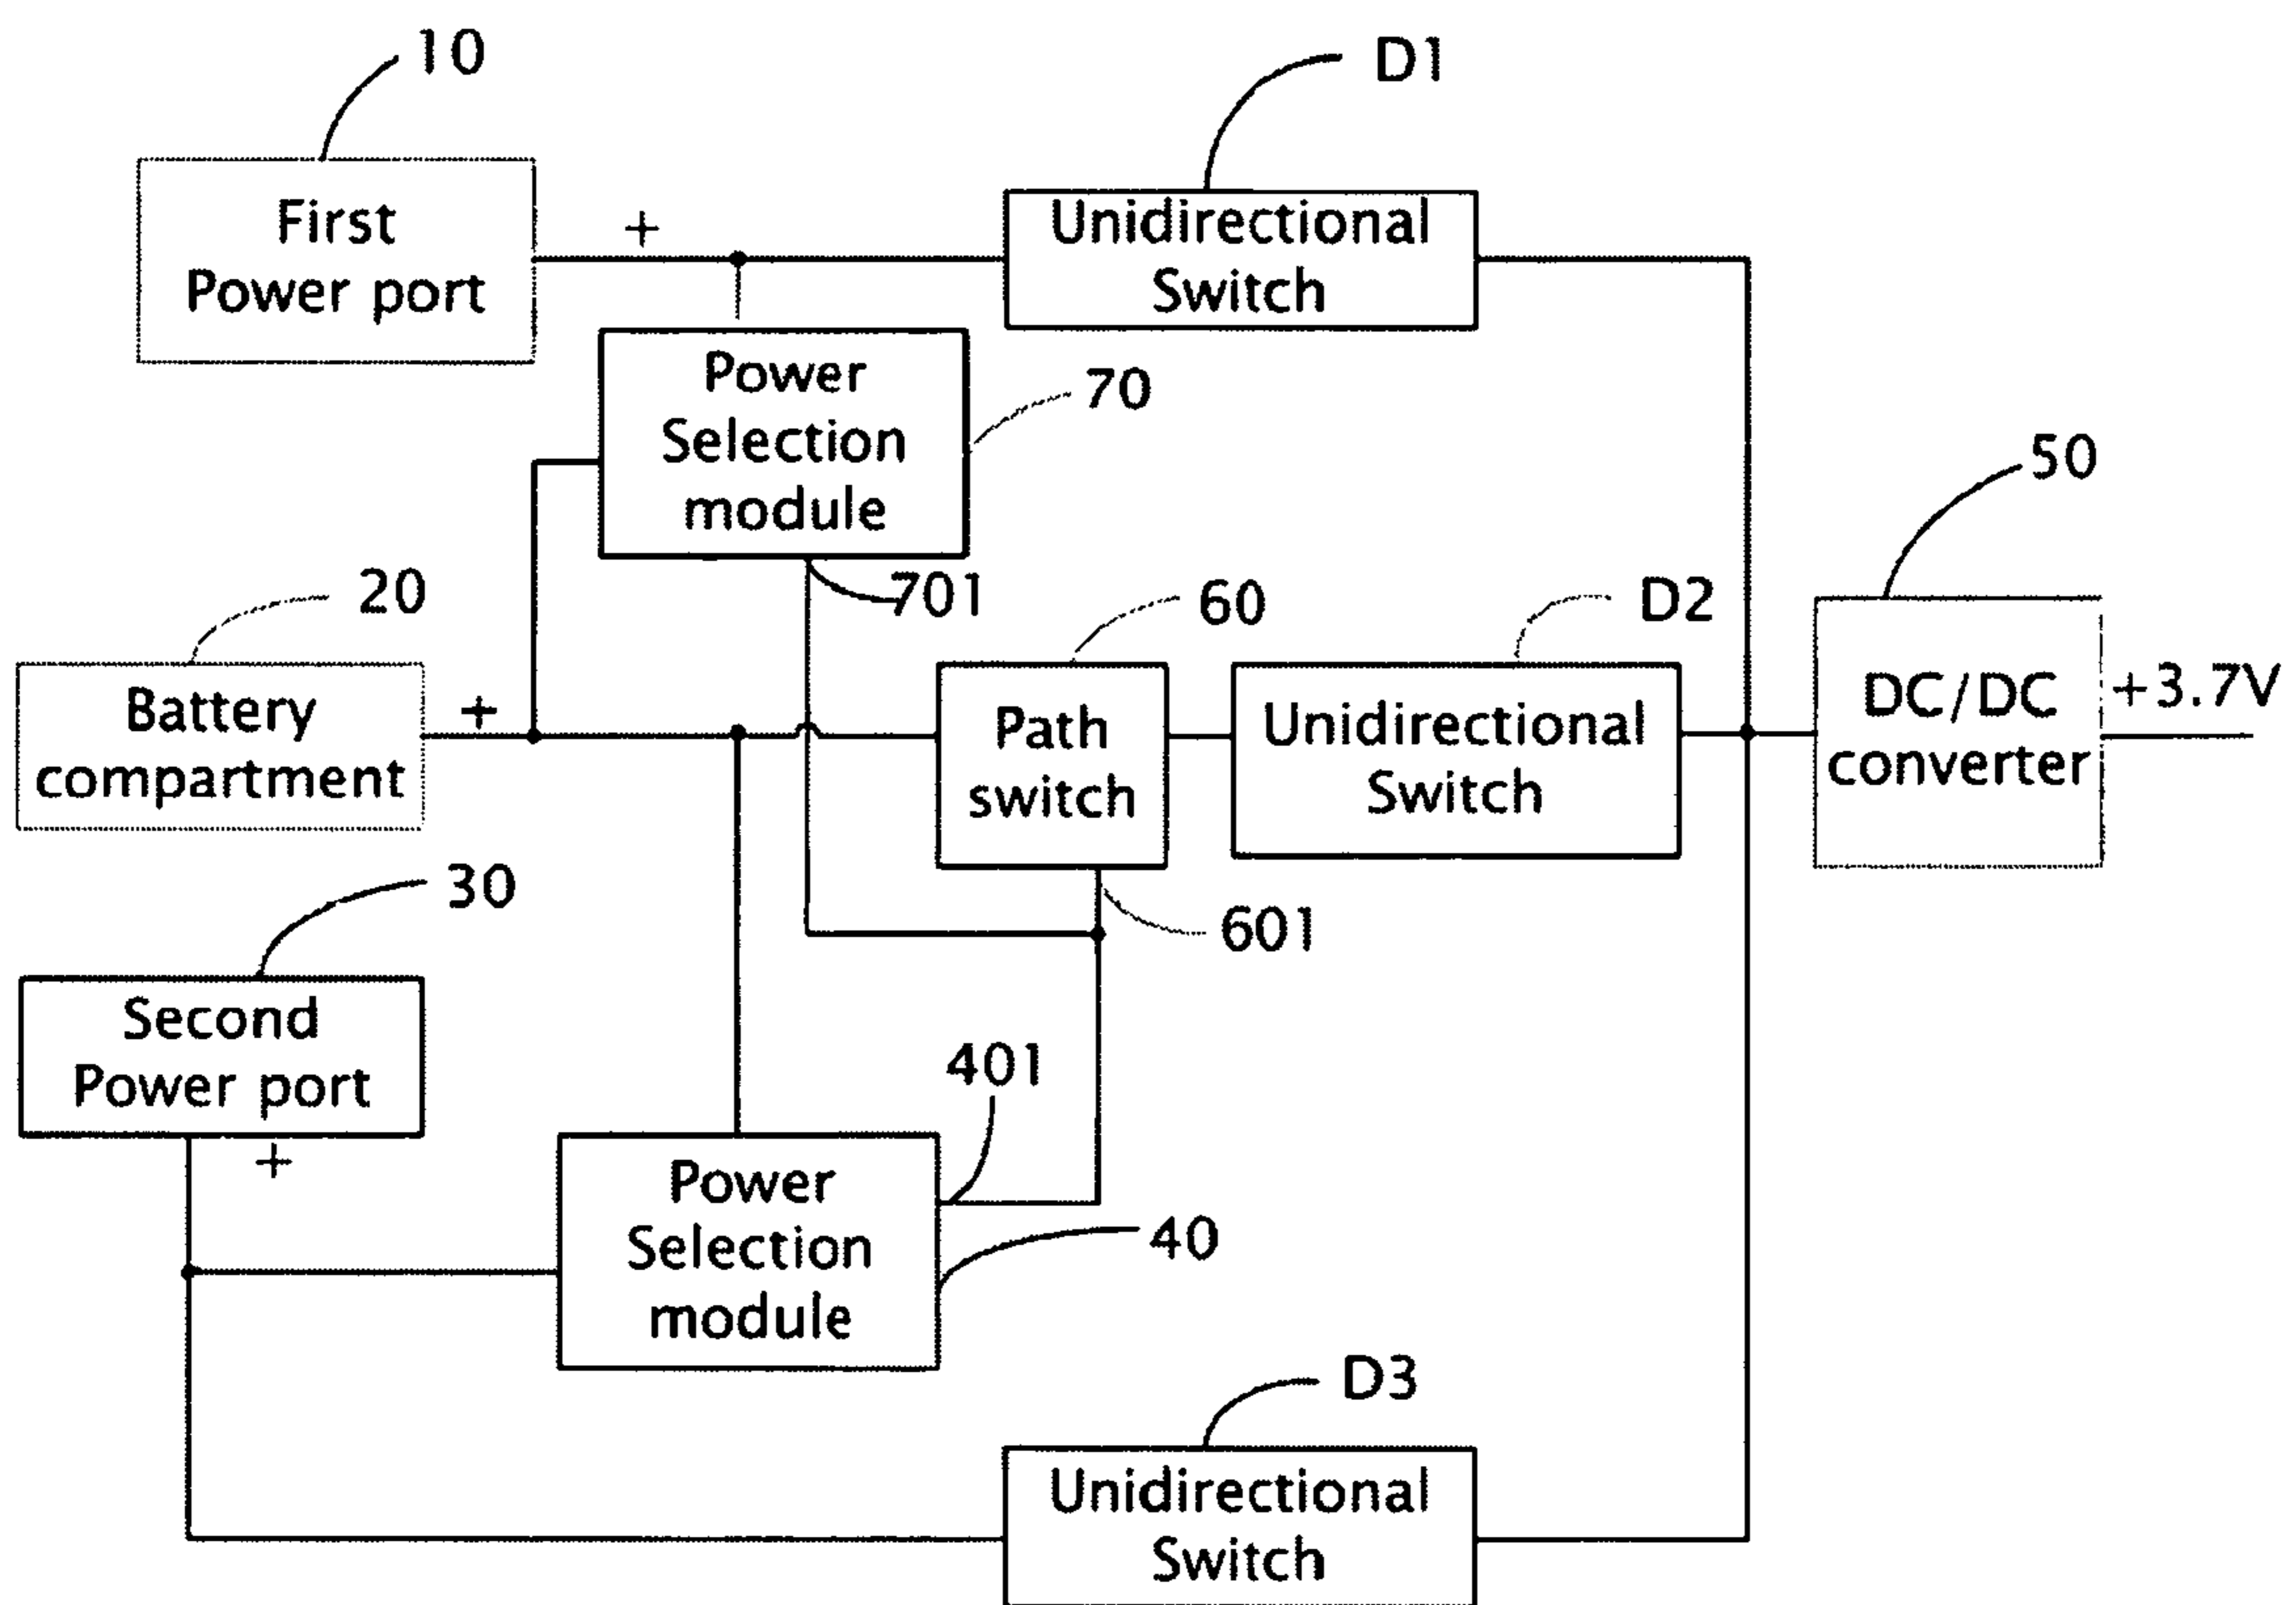 10
D1
First
Power port
+
Unidirectional
Switch
Power
Selection
module
70
50
701
20
60
D2
Battery
compartment
+
Path
switch
Unidirectional
Switch
DC/DC
converter
+3.7V
30
601
Second
Power port
+
401
Power
Selection
module
40
D3
Unidirectional
Switch